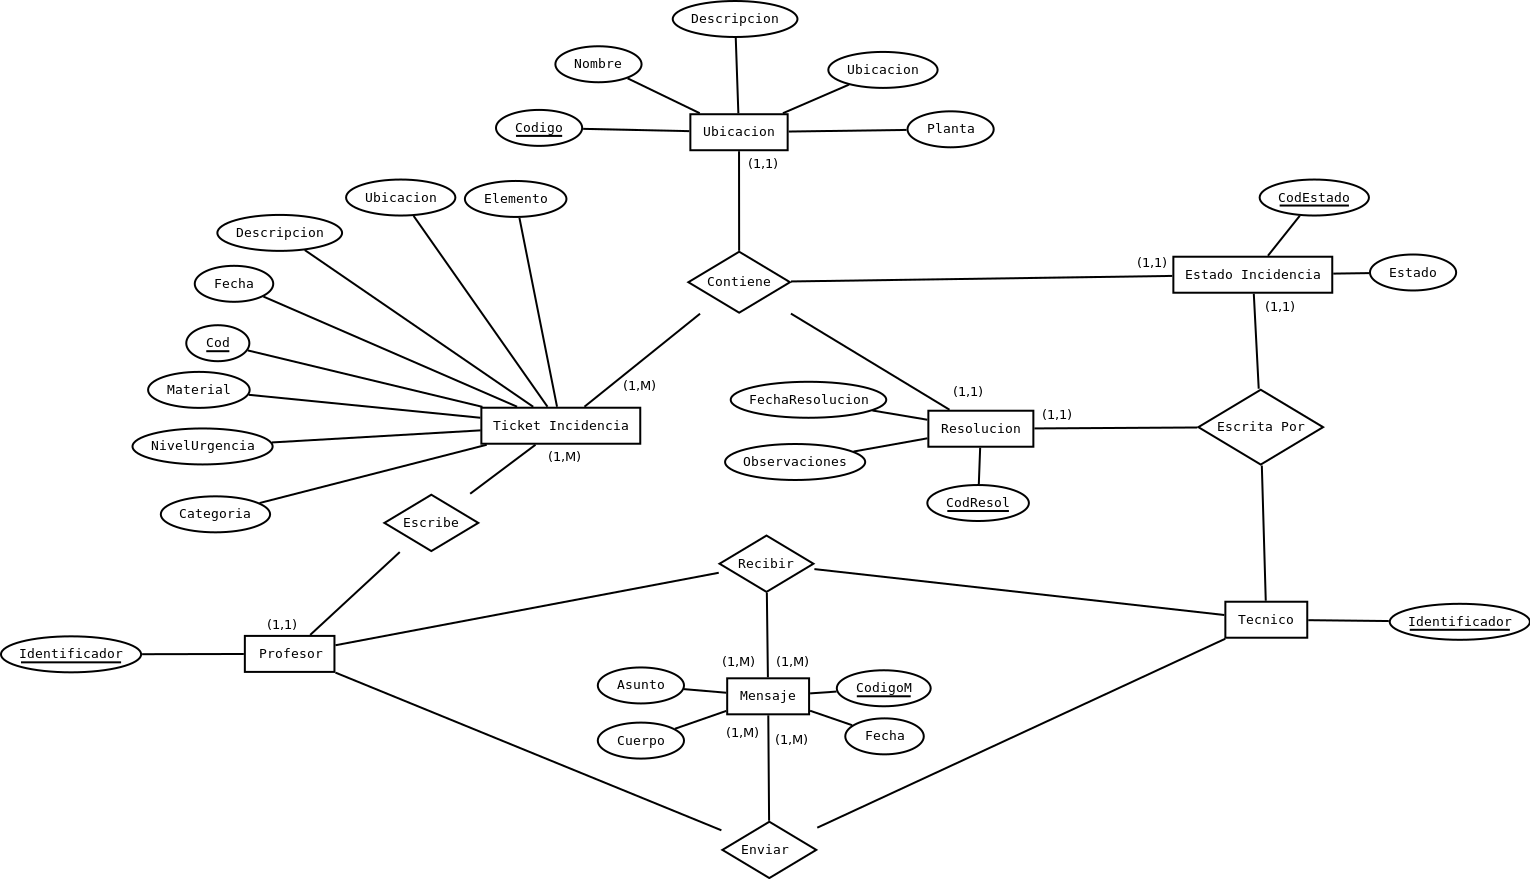 Descripcion
Nombre
Ubicacion
Codigo
Ubicacion
Planta
(1,1)
Ubicacion
Elemento
CodEstado
Descripcion
(1,1)
Estado Incidencia
Estado
Fecha
Contiene
(1,1)
Cod
Material
(1,M)
FechaResolucion
(1,1)
(1,1)
Ticket Incidencia
Resolucion
Escrita Por
NivelUrgencia
(1,M)
Observaciones
CodResol
Categoria
Escribe
Recibir
(1,1)
Tecnico
Identificador
Identificador
Profesor
(1,M)
(1,M)
Asunto
Mensaje
CodigoM
Cuerpo
(1,M)
(1,M)
Fecha
Enviar